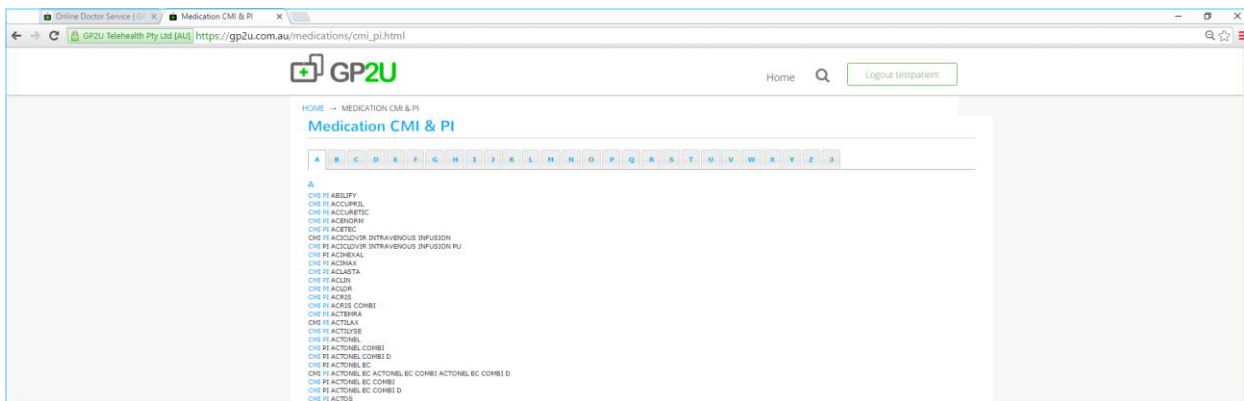 Online Doctor Service | G
Medication CMI & PI
GP2U Telehealth Pty Ltd [AU] https://gp2u.com.au/medications/cmi_pi.html
GP2U
Home
Logout testpatient
HOME → MEDICATION CMI & PI
Medication CMI & PI
A B C D E F G H I J K L M N O P Q R S T U V W X Y Z 3
A
CMI PI ABILIFY
CMI PI ACCUPRIL
CMI PI ACCURETIC
CMI PI ACENORM
CMI PI ACETEC
CMI PI ACICLOVIR INTRAVENOUS INFUSION
CMI PI ACICLOVIR INTRAVENOUS INFUSION PU
CMI PI ACIHEXAL
CMI PI ACIMAX
CMI PI ACLASTA
CMI PI ACLIN
CMI PI ACLOR
CMI PI ACRIS
CMI PI ACRIS COMBI
CMI PI ACTEMRA
CMI PI ACTILAX
CMI PI ACTILYSE
CMI PI ACTONEL
CMI PI ACTONEL COMBI
CMI PI ACTONEL COMBI D
CMI PI ACTONEL EC
CMI PI ACTONEL EC ACTONEL EC COMBI ACTONEL EC COMBI D
CMI PI ACTONEL EC COMBI
CMI PI ACTONEL EC COMBI D
CMI PI ACTOS